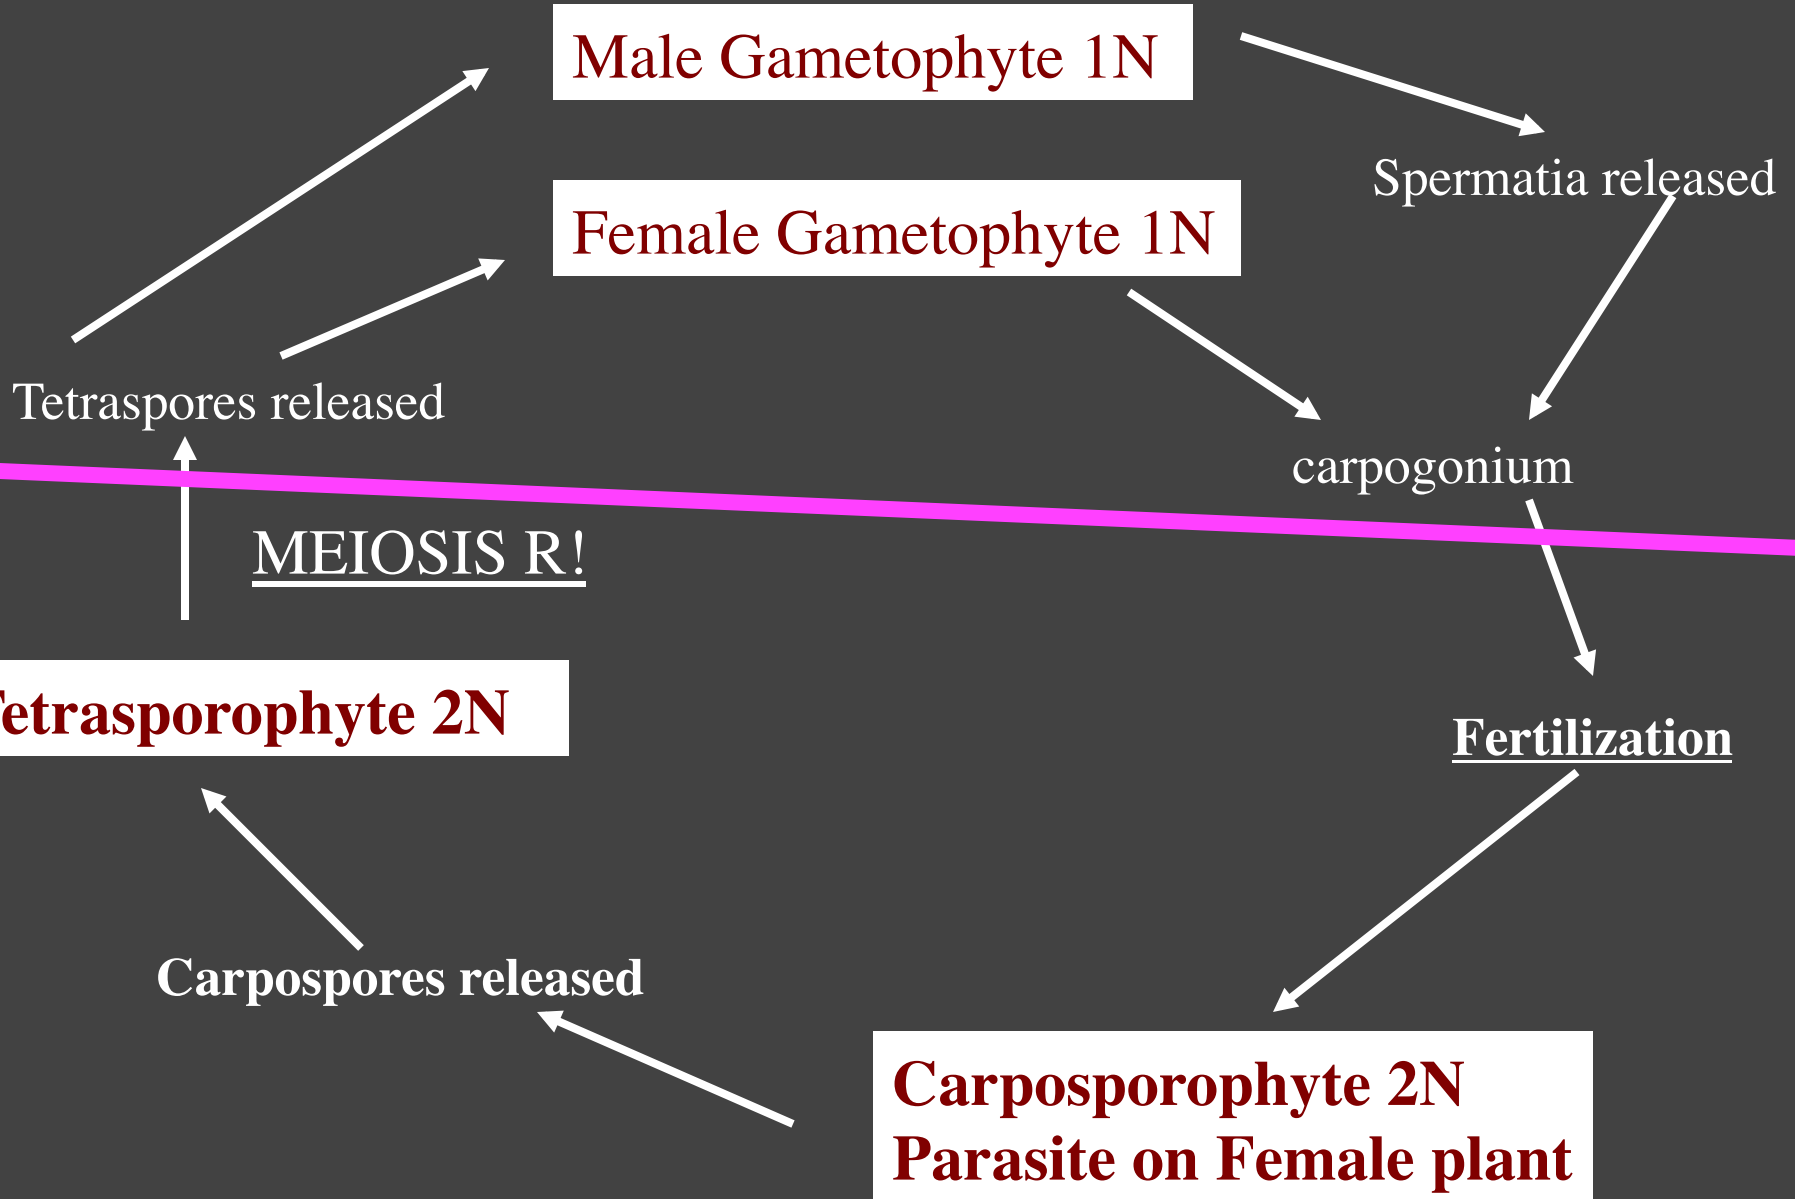 Male Gametophyte 1N
Spermatia released
Female Gametophyte 1N
Tetraspores released
carpogonium
MEIOSIS R!
etrasporophyte 2N
Fertilization
Carpospores released
Carposporophyte 2N
Parasite on Female plant